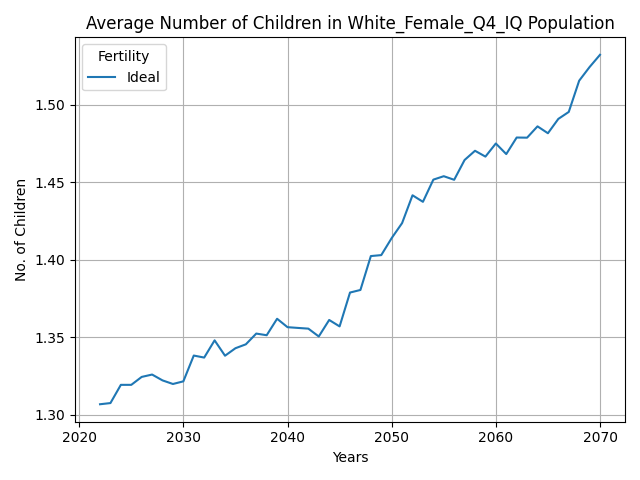 Average Number of Children in White_Female_Q4_IQ Population
Fertility
Ideal
No. of Children
1.50
1.45
1.40
1.35
1.30
2020 2030 2040 2050 2060 2070
Years